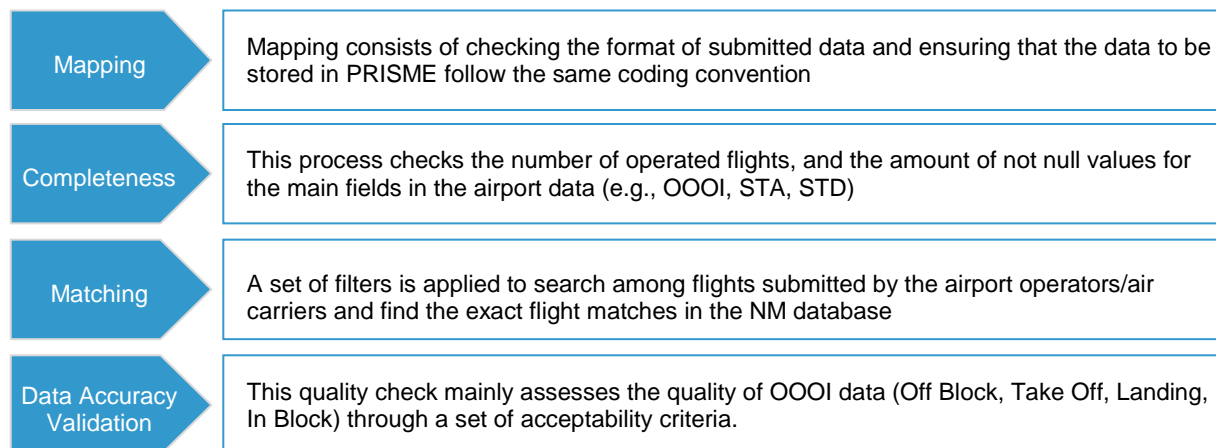 Mapping
Mapping consists of checking the format of submitted data and ensuring that the data to be
stored in PRISME follow the same coding convention
Completeness
This process checks the number of operated flights, and the amount of not null values for
the main fields in the airport data (e.g., OOOI, STA, STD)
Matching
A set of filters is applied to search among flights submitted by the airport operators/air
carriers and find the exact flight matches in the NM database
Data Accuracy
Validation
This quality check mainly assesses the quality of OOOI data (Off Block, Take Off, Landing,
In Block) through a set of acceptability criteria.